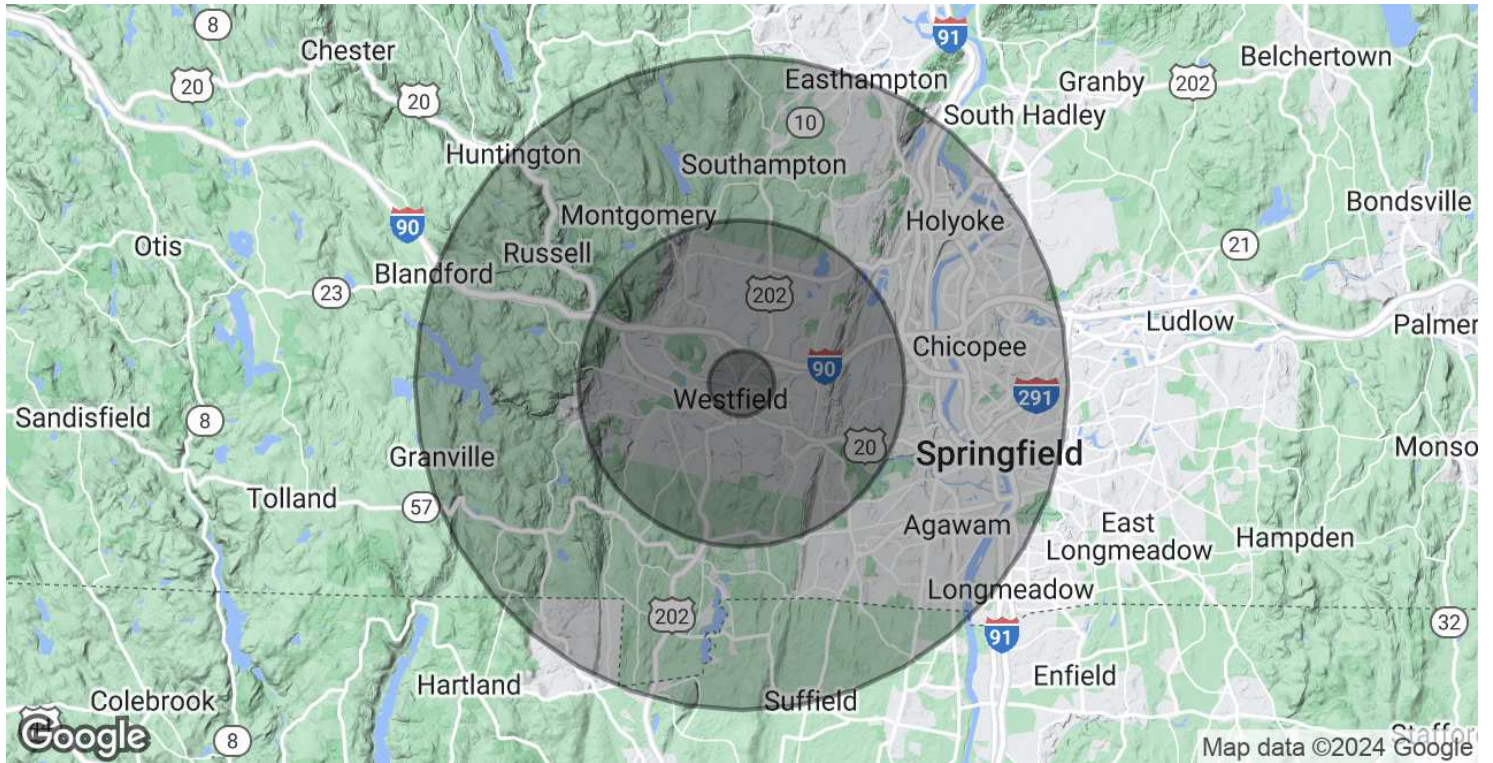 8
Chester
91
Belchertown
20
Easthampton
Granby
202
20
South Hadley
10
Huntington
Southampton
Bondsville
90
Montgomery
Holyoke
Otis
Russell
21
Blandford
23
202
Ludlow
Palmer
Chicopee
90
291
Sandisfield
8
Westfield
20
Springfield
Monso
Granville
Tolland
57
Agawam
East
Longmeadow
Hampden
Longmeadow
202
91
32
Hartland
Enfield
Suffield
Colebrook
8
Google
Staffor
Map data ©2024 Google